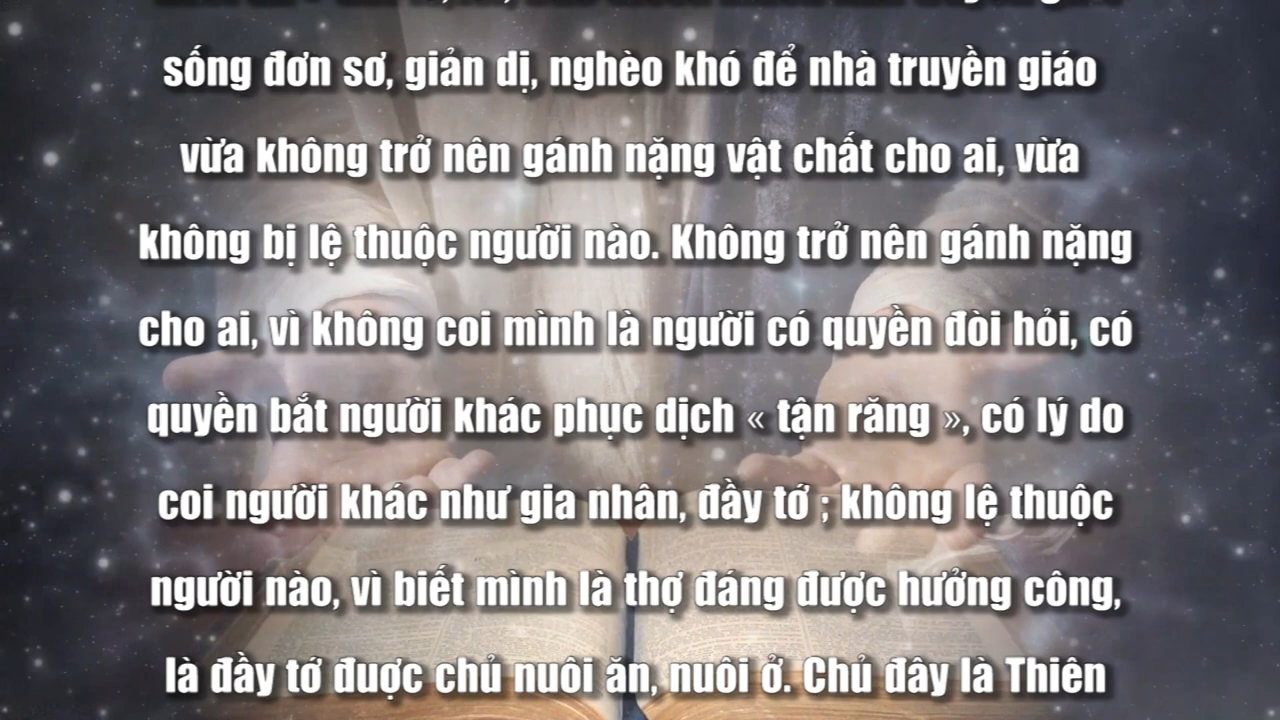 sống đơn sơ, giản dị, nghèo khó để nhà truyền giáo
vừa không trở nên gánh nặng vật chất cho ai, vừa
không bị lệ thuộc người nào. Không trở nên gánh nặng
cho ai, vì không coi mình là người có quyền đòi hỏi, có
quyền bắt người khác phục dịch « tận răng », có lý do
coi người khác như gia nhân, đầy tớ ; không lệ thuộc
người nào, vì biết mình là thợ đáng được hưởng công,
là đầy tớ đuợc chủ nuôi ăn, nuôi ở. Chủ đây là Thiên